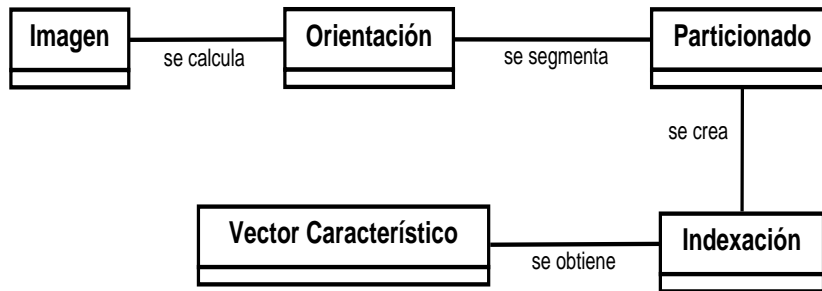 Imagen
se calcula
Orientación
se segmenta
Particionado
se crea
Indexación
se obtiene
Vector Característico